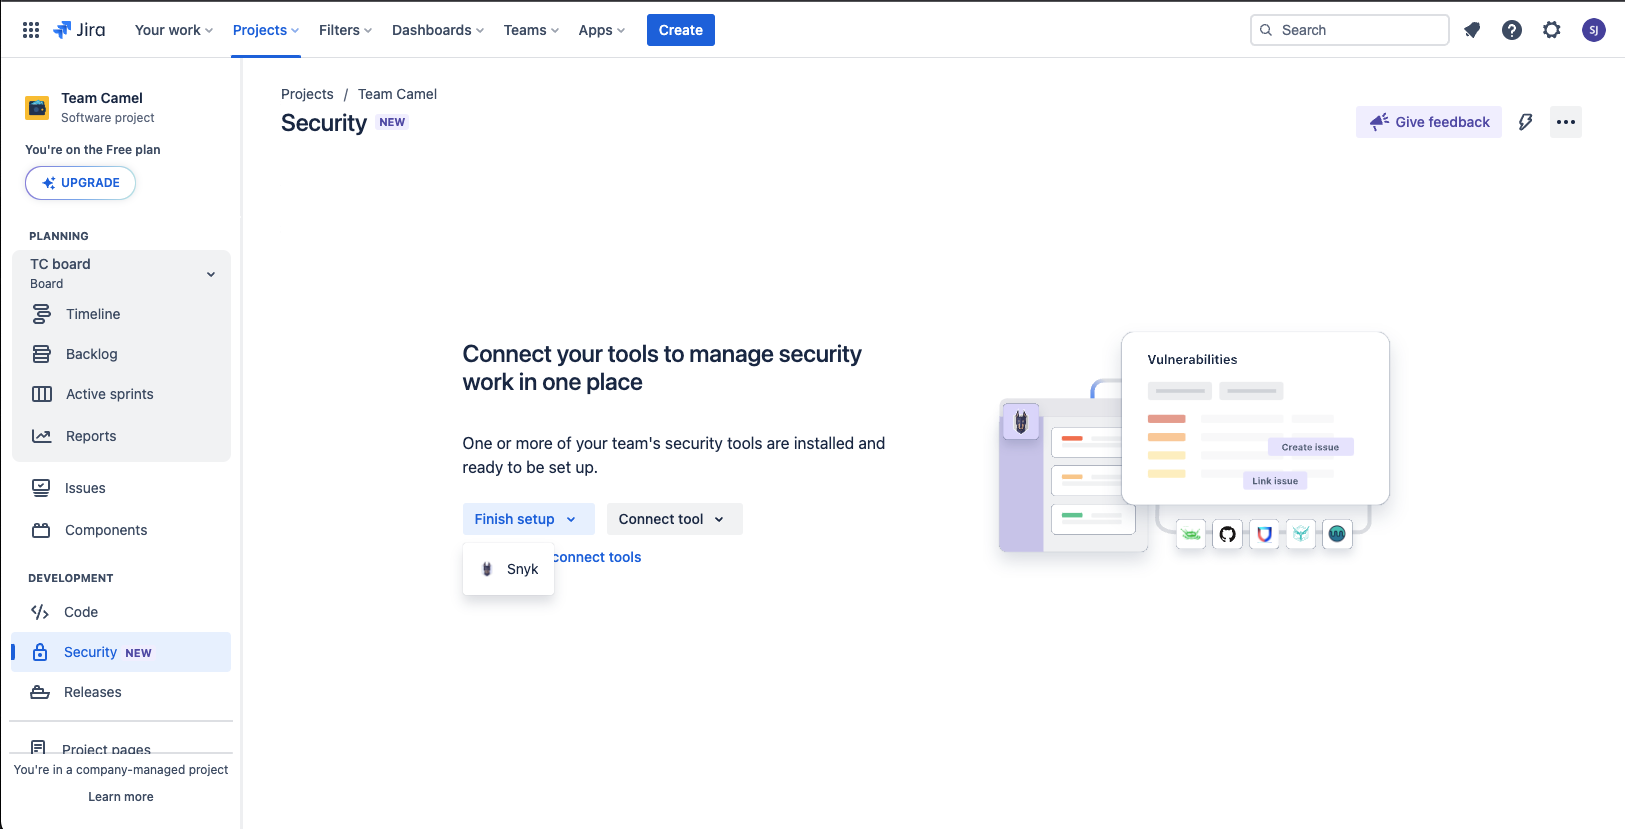 Jira
Your work
Projects
Filters
Dashboards
Teams
Apps
Create
Search
SJ
Team Camel
Software project
You're on the Free plan
UPGRADE
PLANNING
TC board
Board
Timeline
Backlog
Active sprints
Reports
Issues
Components
DEVELOPMENT
Code
Security NEW
Releases
Project pages
You're in a company-managed project
Learn more
Projects / Team Camel
Security NEW
Give feedback
Connect your tools to manage security
work in one place
One or more of your team's security tools are installed and
ready to be set up.
Finish setup
Connect tool
connect tools
Snyk
Vulnerabilities
Create issue
Link issue